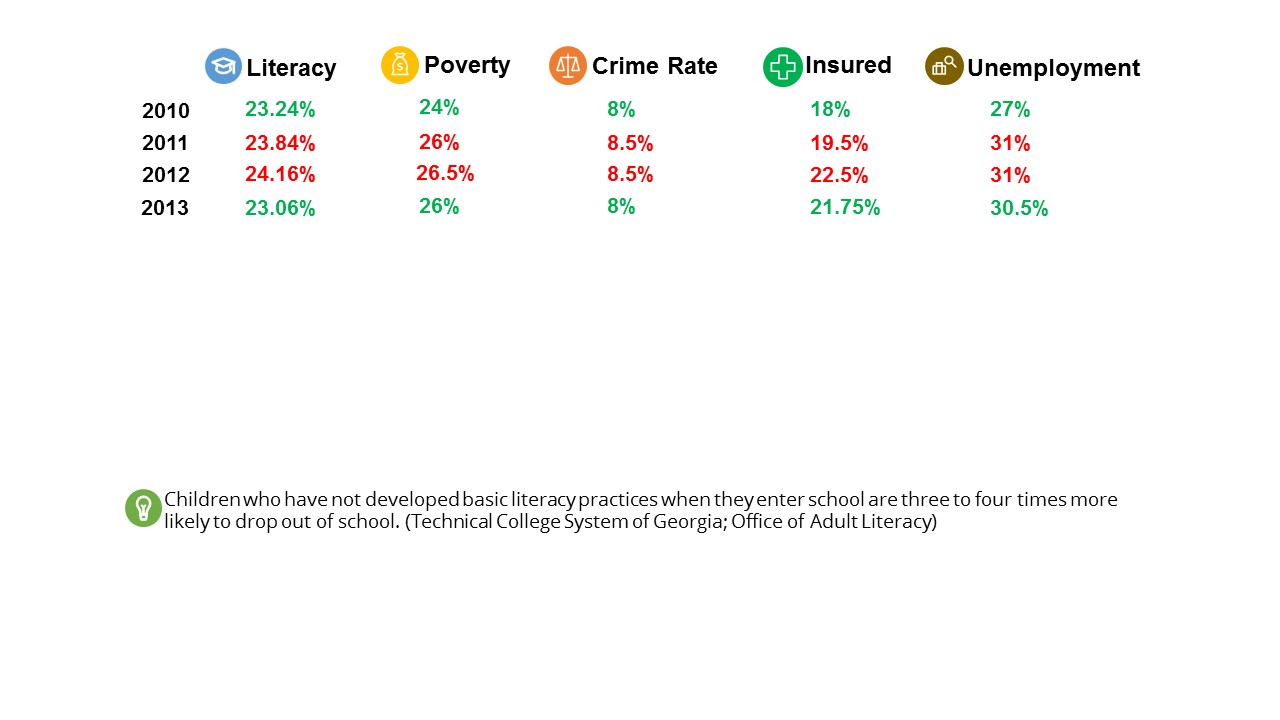 Literacy Poverty Crime Rate Insured Unemployment
2010 23.24% 24% 8% 18% 27%
2011 23.84% 26% 8.5% 19.5% 31%
2012 24.16% 26.5% 8.5% 22.5% 31%
2013 23.06% 26% 8% 21.75% 30.5%
Children who have not developed basic literacy practices when they enter school are three to four times more
likely to drop out of school. (Technical College System of Georgia; Office of Adult Literacy)